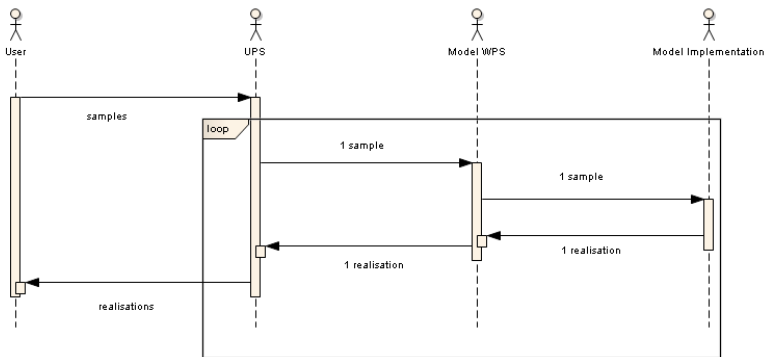 User
UPS
Model WPS
Model Implementation
samples
loop
1 sample
1 sample
1 realisation
1 realisation
realisations